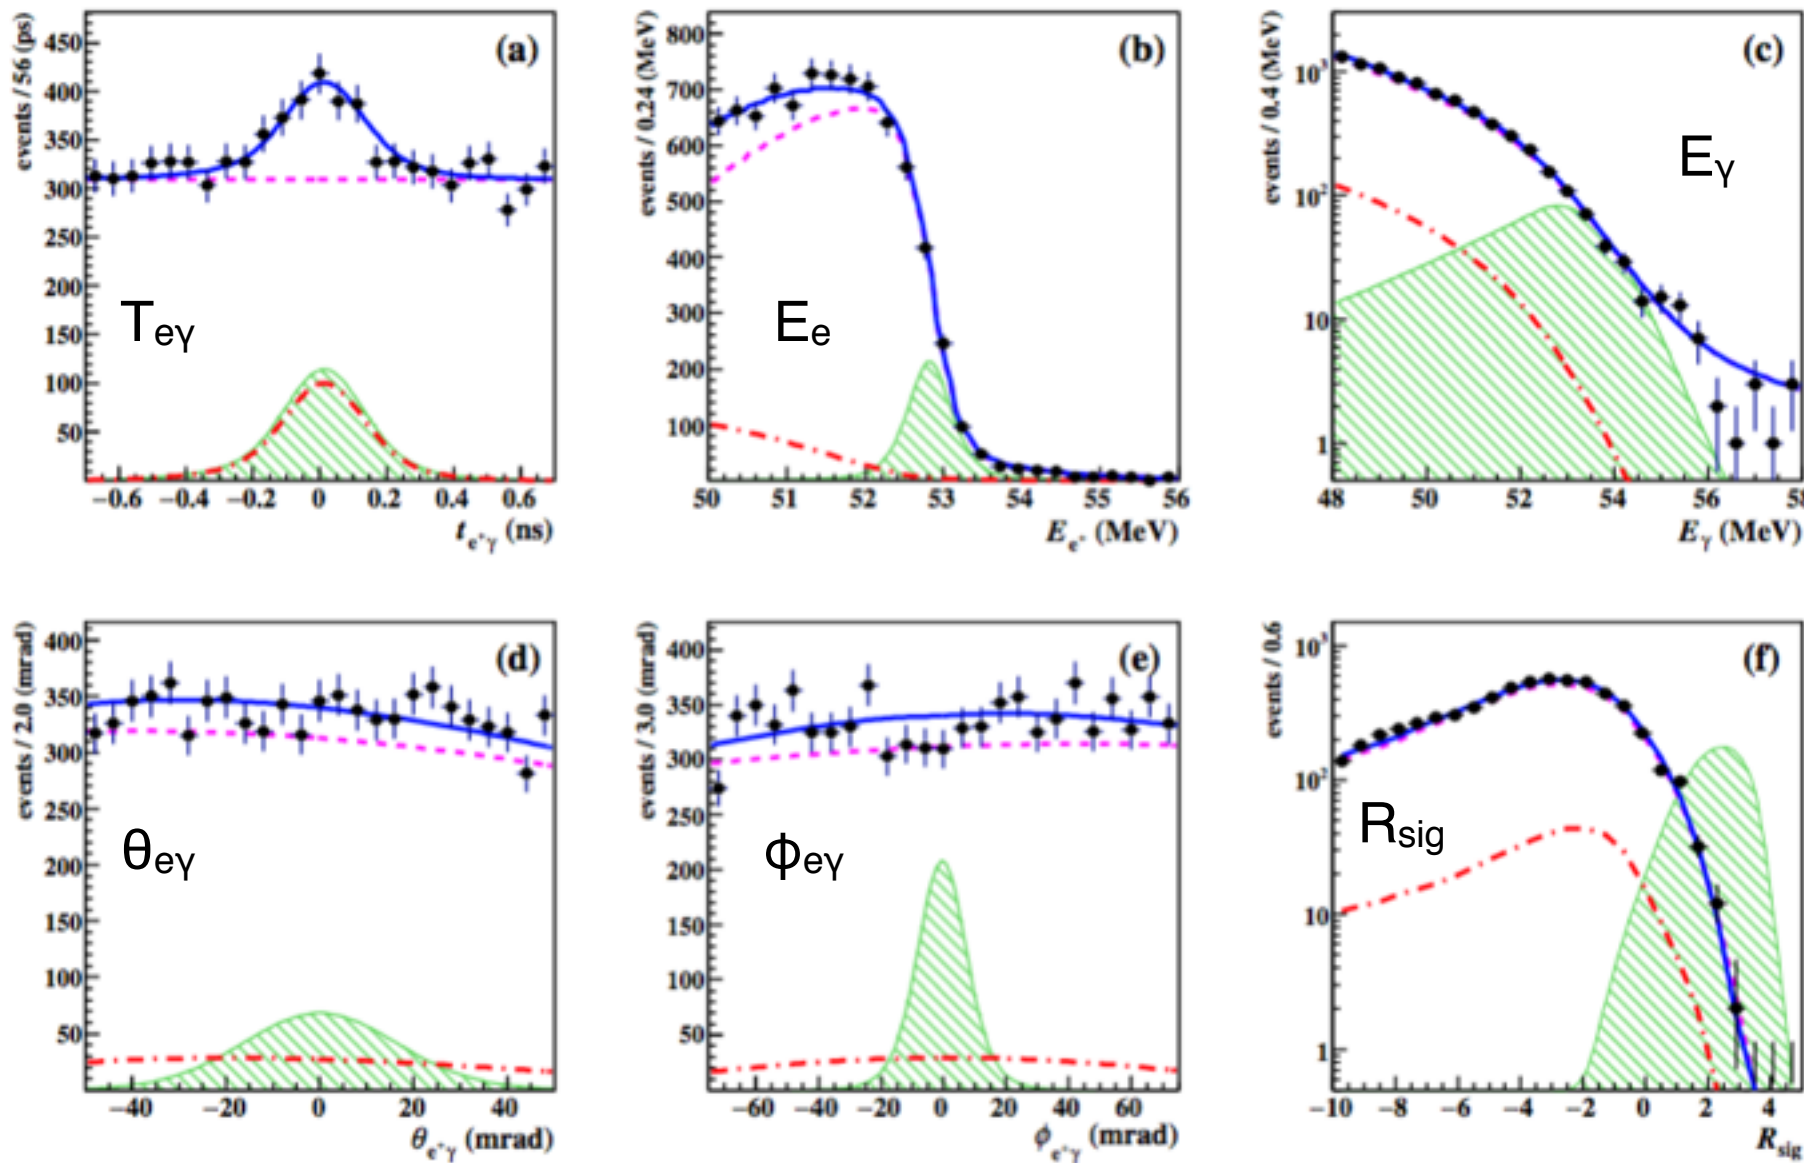 events / 56 (ps)
450
400
350
300
250
200
150
100
50
(a)
Teγ
−0.6 −0.4 −0.2 0 0.2 0.4 0.6
te⁺γ (ns)
events / 0.24 (MeV)
800
700
600
500
400
300
200
100
(b)
Ee
50 51 52 53 54 55 56
Ee⁺ (MeV)
events / 0.4 (MeV)
10³
10²
10
1
(c)
Eγ
48 50 52 54 56 58
Eγ (MeV)
events / 2.0 (mrad)
400
350
300
250
200
150
100
50
(d)
θeγ
−40 −20 0 20 40
θe⁺γ (mrad)
events / 3.0 (mrad)
400
350
300
250
200
150
100
50
(e)
ϕeγ
−60 −40 −20 0 20 40 60
ϕe⁺γ (mrad)
events / 0.6
10³
10²
10
1
(f)
Rsig
−10 −8 −6 −4 −2 0 2 4
Rsig